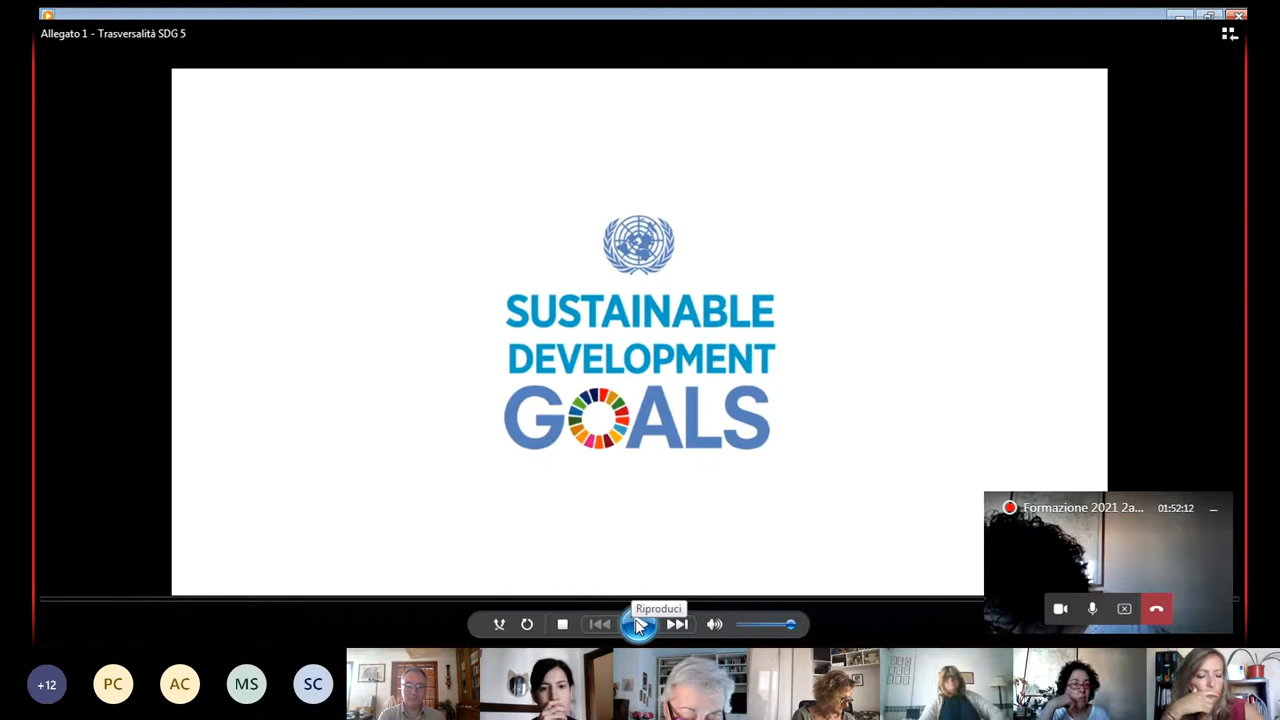 Allegato 1 - Trasversalità SDG 5
SUSTAINABLE
DEVELOPMENT
GOALS
Formazione 2021 2a... 01:52:12
Riproduci
+12 PC AC MS SC